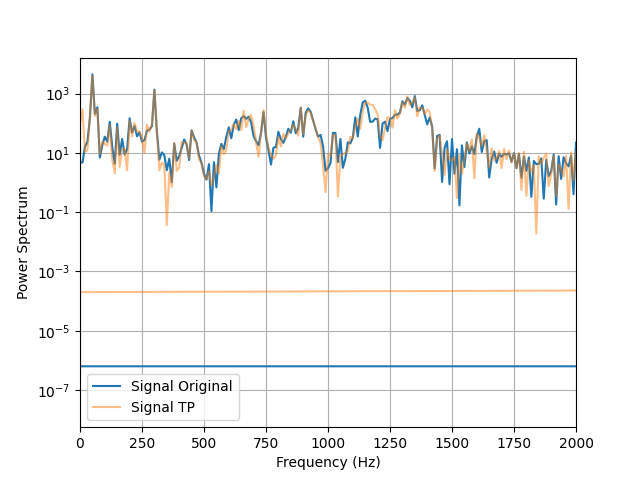 10³
10¹
10⁻¹
10⁻³
10⁻⁵
10⁻⁷
Power Spectrum
Signal Original
Signal TP
0 250 500 750 1000 1250 1500 1750 2000
Frequency (Hz)